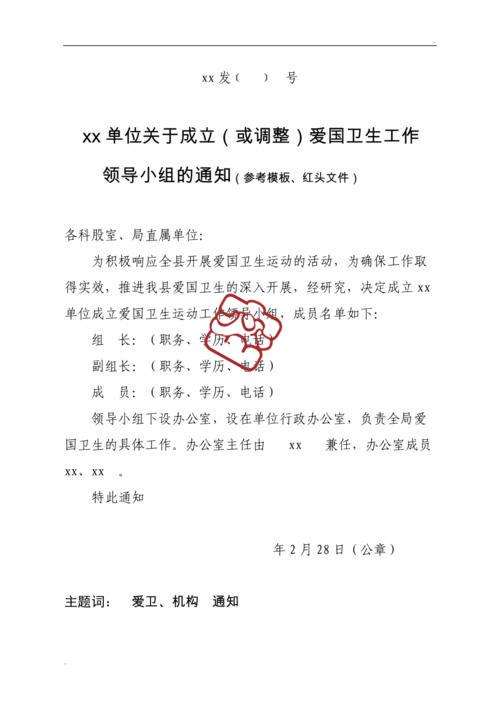 xx发（　）　号
xx单位关于成立（或调整）爱国卫生工作
领导小组的通知（参考模板、红头文件）
各科股室、局直属单位：
为积极响应全县开展爱国卫生运动的活动，为确保工作取
得实效，推进我县爱国卫生的深入开展，经研究，决定成立 xx
单位成立爱国卫生运动工作领导小组，成员名单如下：
组　长：（职务、学历、电话）
副组长：（职务、学历、电话）
成　员：（职务、学历、电话）
领导小组下设办公室，设在单位行政办公室，负责全局爱
国卫生的具体工作。办公室主任由　xx　兼任，办公室成员
xx、xx　。
特此通知
年 2 月 28 日（公章）
主题词：　爱卫、机构　通知